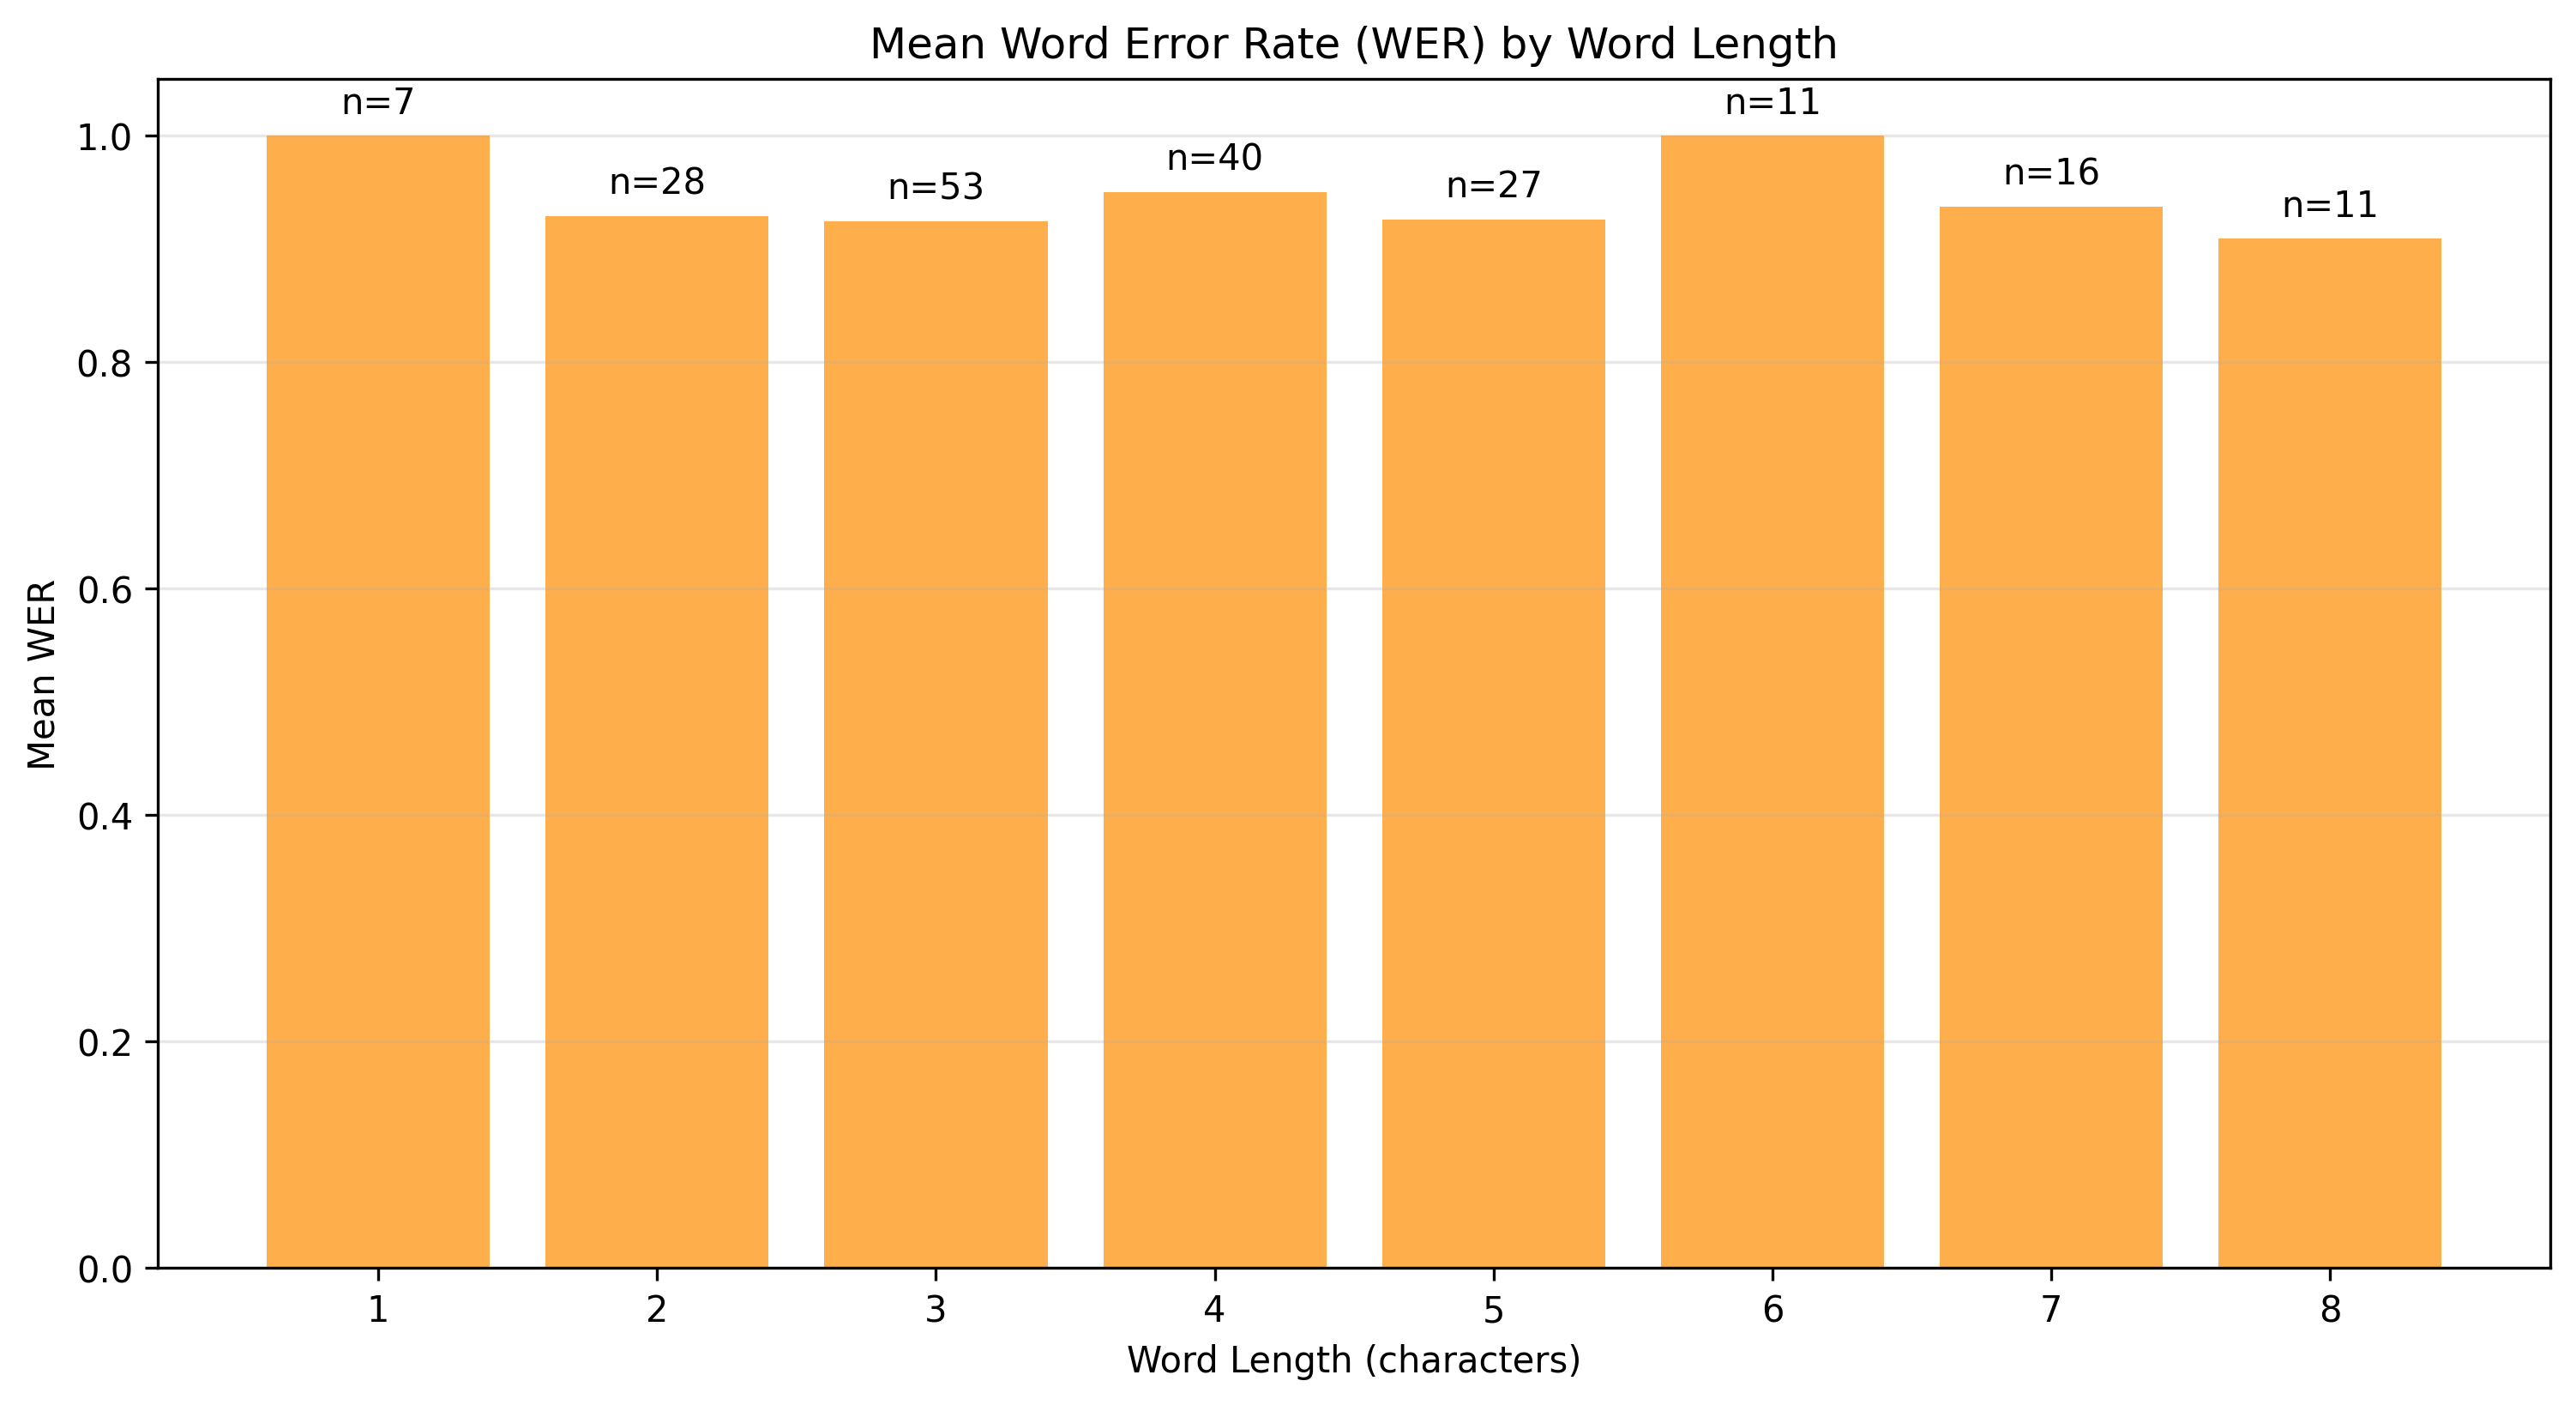 Mean Word Error Rate (WER) by Word Length
n=7
n=28
n=53
n=40
n=27
n=11
n=16
n=11
1.0
0.8
0.6
0.4
0.2
0.0
Mean WER
1 2 3 4 5 6 7 8
Word Length (characters)